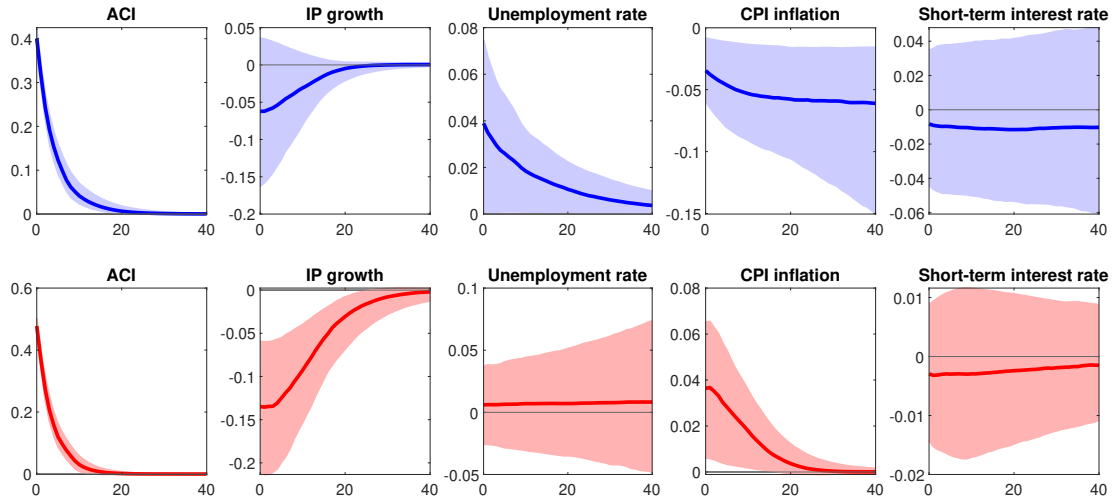 ACI IP growth Unemployment rate CPI inflation Short-term interest rate
0.4 0.05 0.08 0 0.04
0.3 0 0.06 -0.05 0.02
0.2 -0.05 0.04 -0.1 0
0.1 -0.1 0.02 -0.15 -0.02
0 -0.15 0 -0.04
-0.2 -0.06
0 20 40 0 20 40 0 20 40 0 20 40 0 20 40
ACI IP growth Unemployment rate CPI inflation Short-term interest rate
0.6 0 0.1 0.08 0.01
0.4 -0.05 0.05 0.06 0
0.2 -0.1 0 0.04 -0.01
0 -0.15 -0.05 0.02 -0.02
-0.2 0
0 20 40 0 20 40 0 20 40 0 20 40 0 20 40